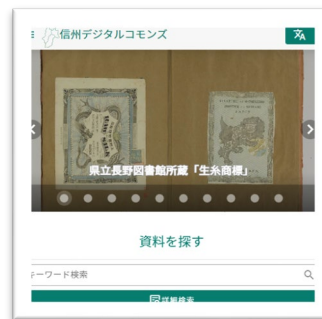 信州デジタルコモンズ
県立長野図書館所蔵「生糸商標」
資料を探す
キーワード検索
詳細検索